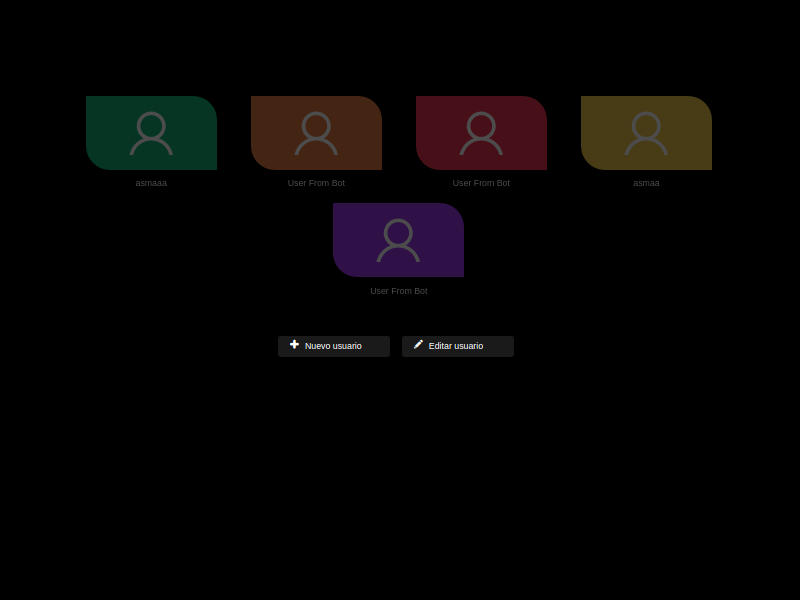 asmaaa
User From Bot
User From Bot
asmaa
User From Bot
Nuevo usuario
Editar usuario